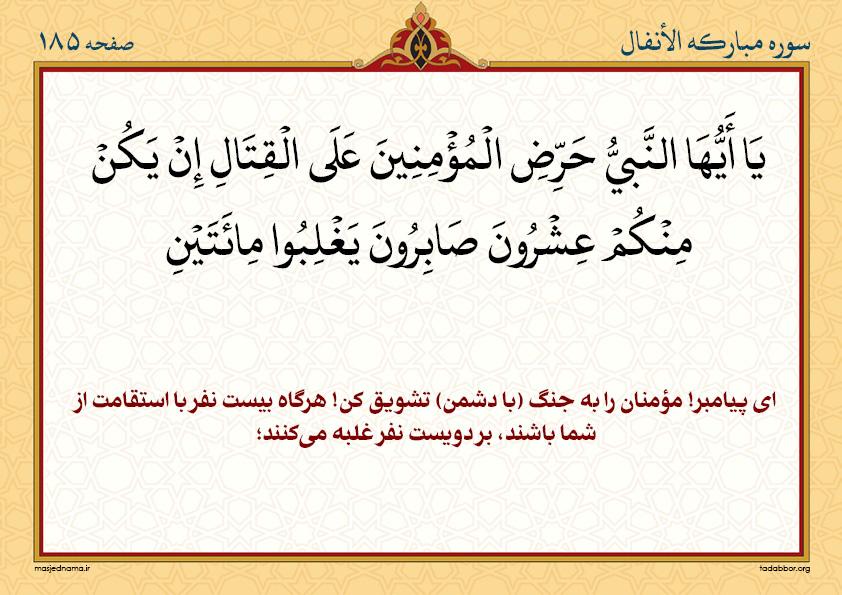 سوره مبارکه الأنفال
صفحه ۱۸۵
يَا أَيُّهَا النَّبِيُّ حَرِّضِ الْمُؤْمِنِينَ عَلَى الْقِتَالِ إِنْ يَكُنْ
مِنْكُمْ عِشْرُونَ صَابِرُونَ يَغْلِبُوا مِائَتَيْنِ
ای پیامبر! مؤمنان را به جنگ (با دشمن) تشویق کن! هرگاه بیست نفر با استقامت از
شما باشند، بر دویست نفر غلبه می‌کنند؛
masjednama.ir
tadabbor.org